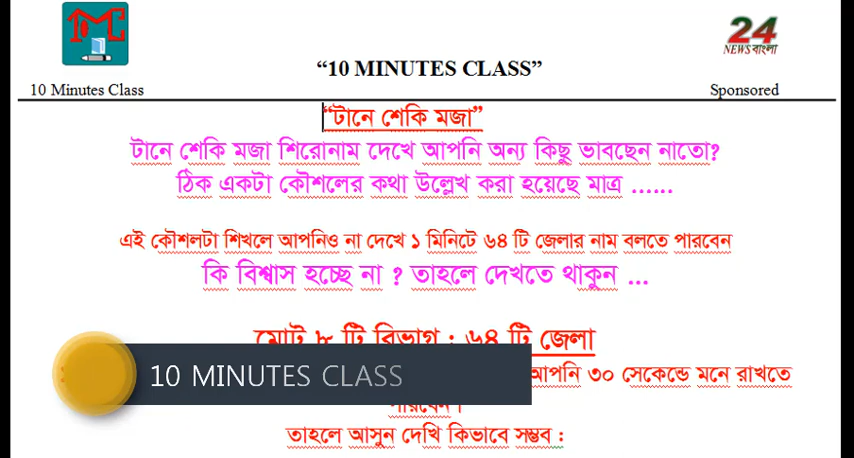 TMC
24
NEWS বাংলা
“10 MINUTES CLASS”
10 Minutes Class
Sponsored
“টানে শেকি মজা”
টানে শেকি মজা শিরোনাম দেখে আপনি অন্য কিছু ভাবছেন নাতো?
ঠিক একটা কৌশলের কথা উল্লেখ করা হয়েছে মাত্র ......
এই কৌশলটা শিখলে আপনিও না দেখে ১ মিনিটে ৬৪ টি জেলার নাম বলতে পারবেন
কি বিশ্বাস হচ্ছে না ? তাহলে দেখতে থাকুন ...
মোট ৮ টি বিভাগ : ৬৪ টি জেলা
10 MINUTES CLASS
আপনি ৩০ সেকেন্ডে মনে রাখতে
পারবেন।
তাহলে আসুন দেখি কিভাবে সম্ভব :